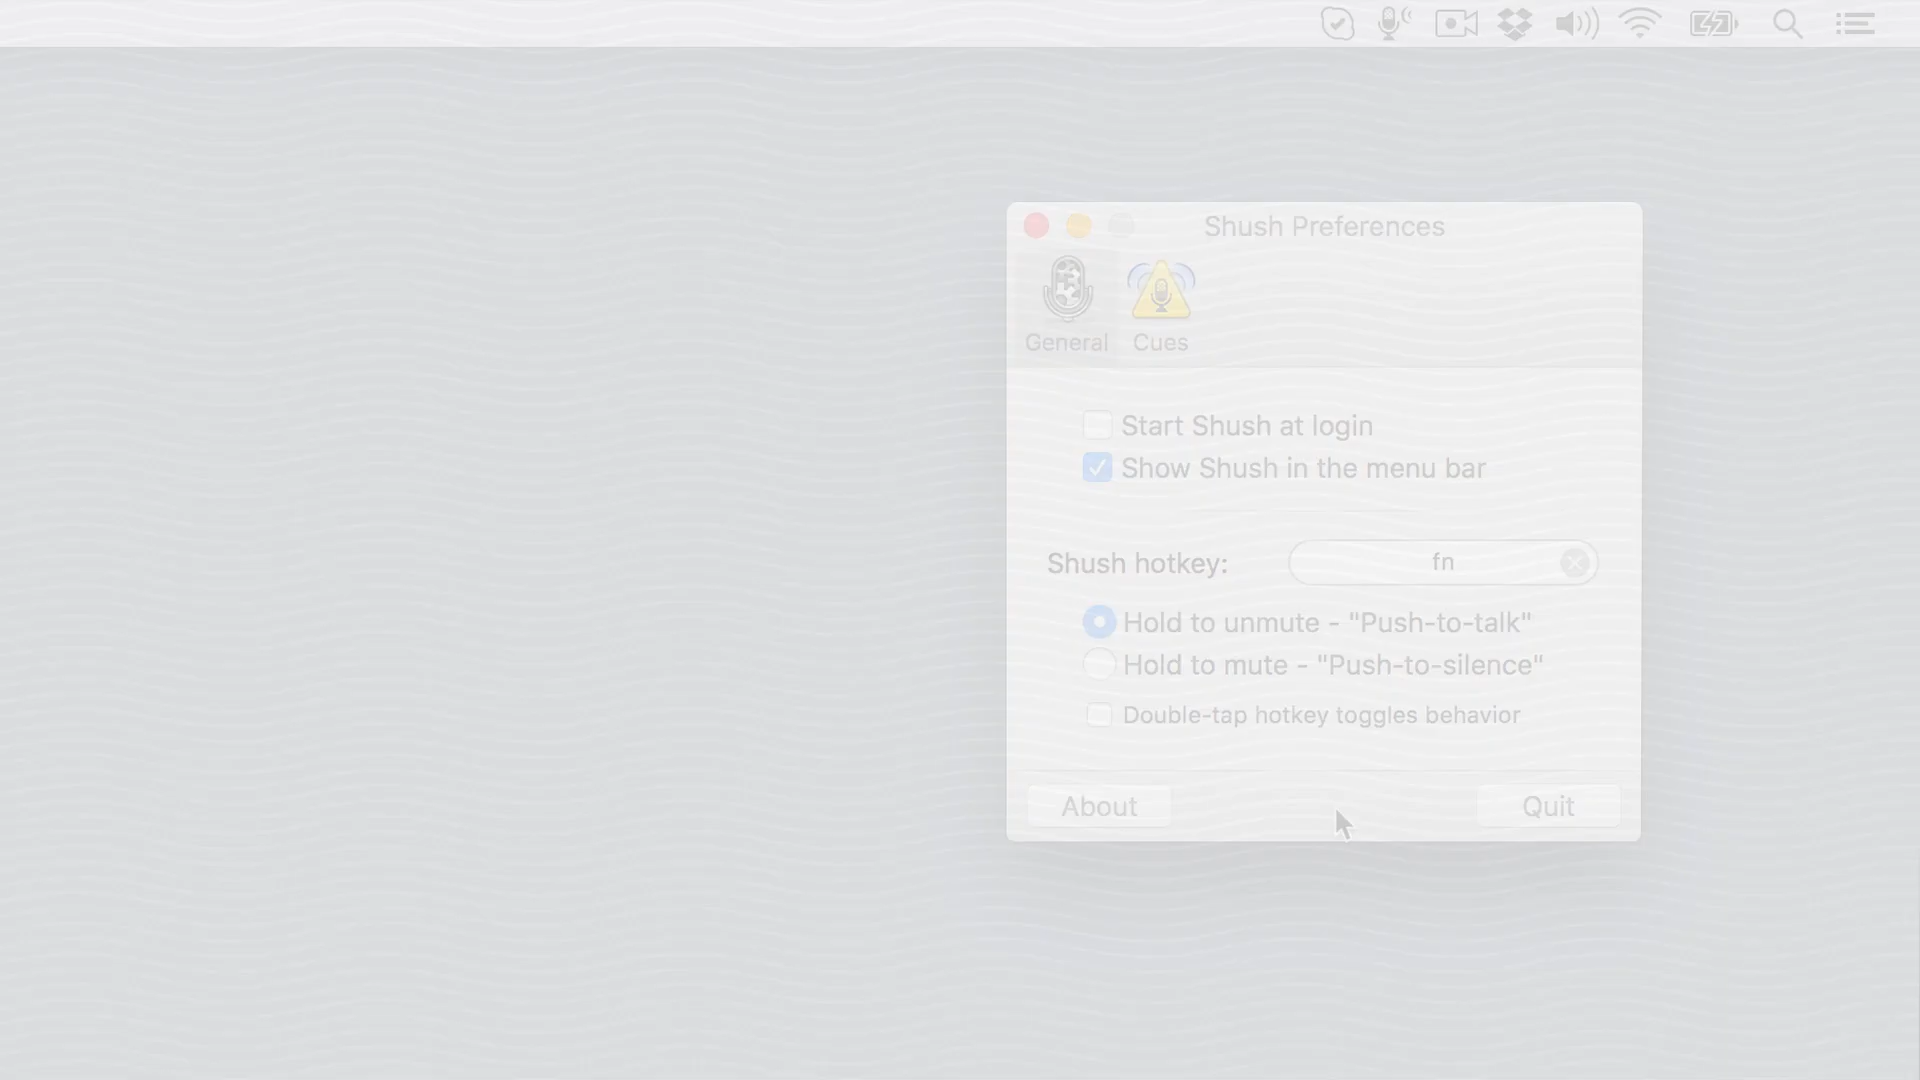 Shush Preferences
General Cues
Start Shush at login
Show Shush in the menu bar
Shush hotkey: fn
Hold to unmute - "Push-to-talk"
Hold to mute - "Push-to-silence"
Double-tap hotkey toggles behavior
About Quit